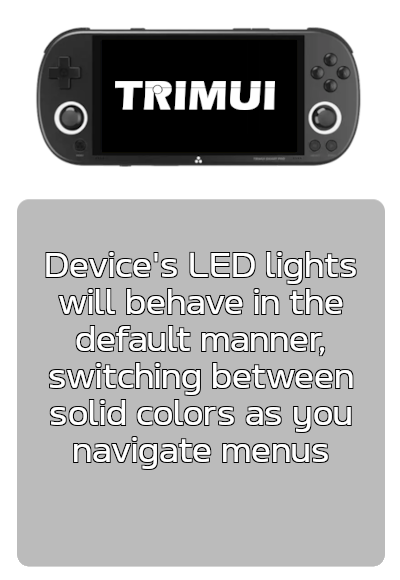 TRIMUI
Device's LED lights
will behave in the
default manner,
switching between
solid colors as you
navigate menus